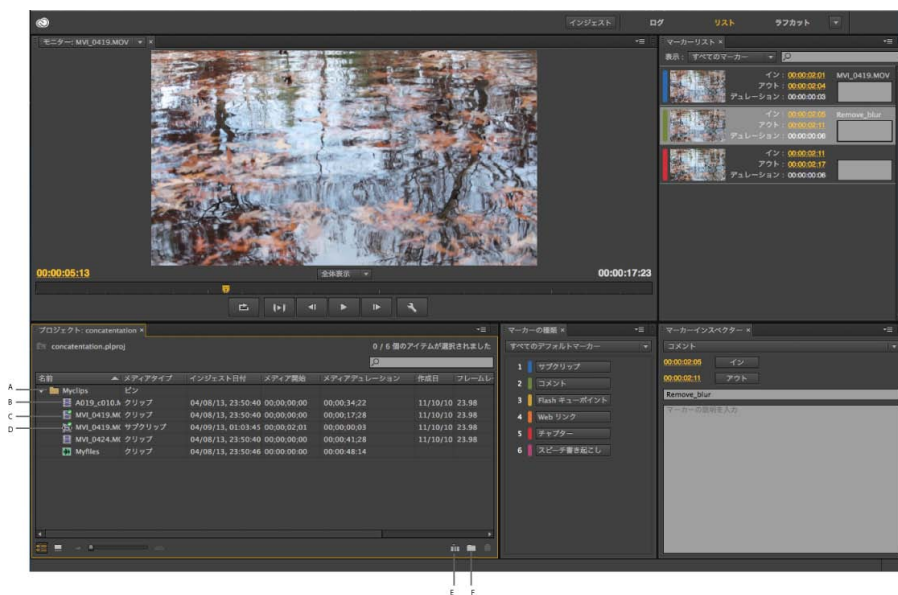 インジェスト ログ リスト ラフカット
モニター: MVI_0419.MOV
00:00:05:13 全体表示 00:00:17:23
マーカーリスト
表示: すべてのマーカー
イン: 00:00:02:01 MVI_0419.MOV
アウト: 00:00:02:04
デュレーション: 00:00:00:03
イン: 00:00:02:05 Remove_blur
アウト: 00:00:02:11
デュレーション: 00:00:00:06
イン: 00:00:02:11
アウト: 00:00:02:17
デュレーション: 00:00:00:06
プロジェクト: concatentation
concatentation.plproj 0 / 6 個のアイテムが選択されました
名前 メディアタイプ インジェスト日付 メディア開始 メディアデュレーション 作成日 フレームレ
A
Myclips ビン
B
A019_c010.M クリップ 04/08/13, 23:50:40 00;00;00;00 00;00;34;22 11/10/10 23.98
C
MVI_0419.MC クリップ 04/08/13, 23:50:40 00;00;00;00 00;00;17;28 11/10/10 23.98
D
MVI_0419.MC サブクリップ 04/09/13, 01:03:45 00;00;02;01 00;00;00;03 11/10/10 23.98
MVI_0424.MC クリップ 04/08/13, 23:50:40 00;00;00;00 00;00;41;28 11/10/10 23.98
Myfiles クリップ 04/08/13, 23:50:46 00:00:00:00 00:00:48:14
E F
マーカーの種類
すべてのデフォルトマーカー
1 サブクリップ
2 コメント
3 Flash キューポイント
4 Web リンク
5 チャプター
6 スピーチ書き起こし
マーカーインスペクター
コメント
00:00:02:05 イン
00:00:02:11 アウト
Remove_blur
マーカーの説明を入力